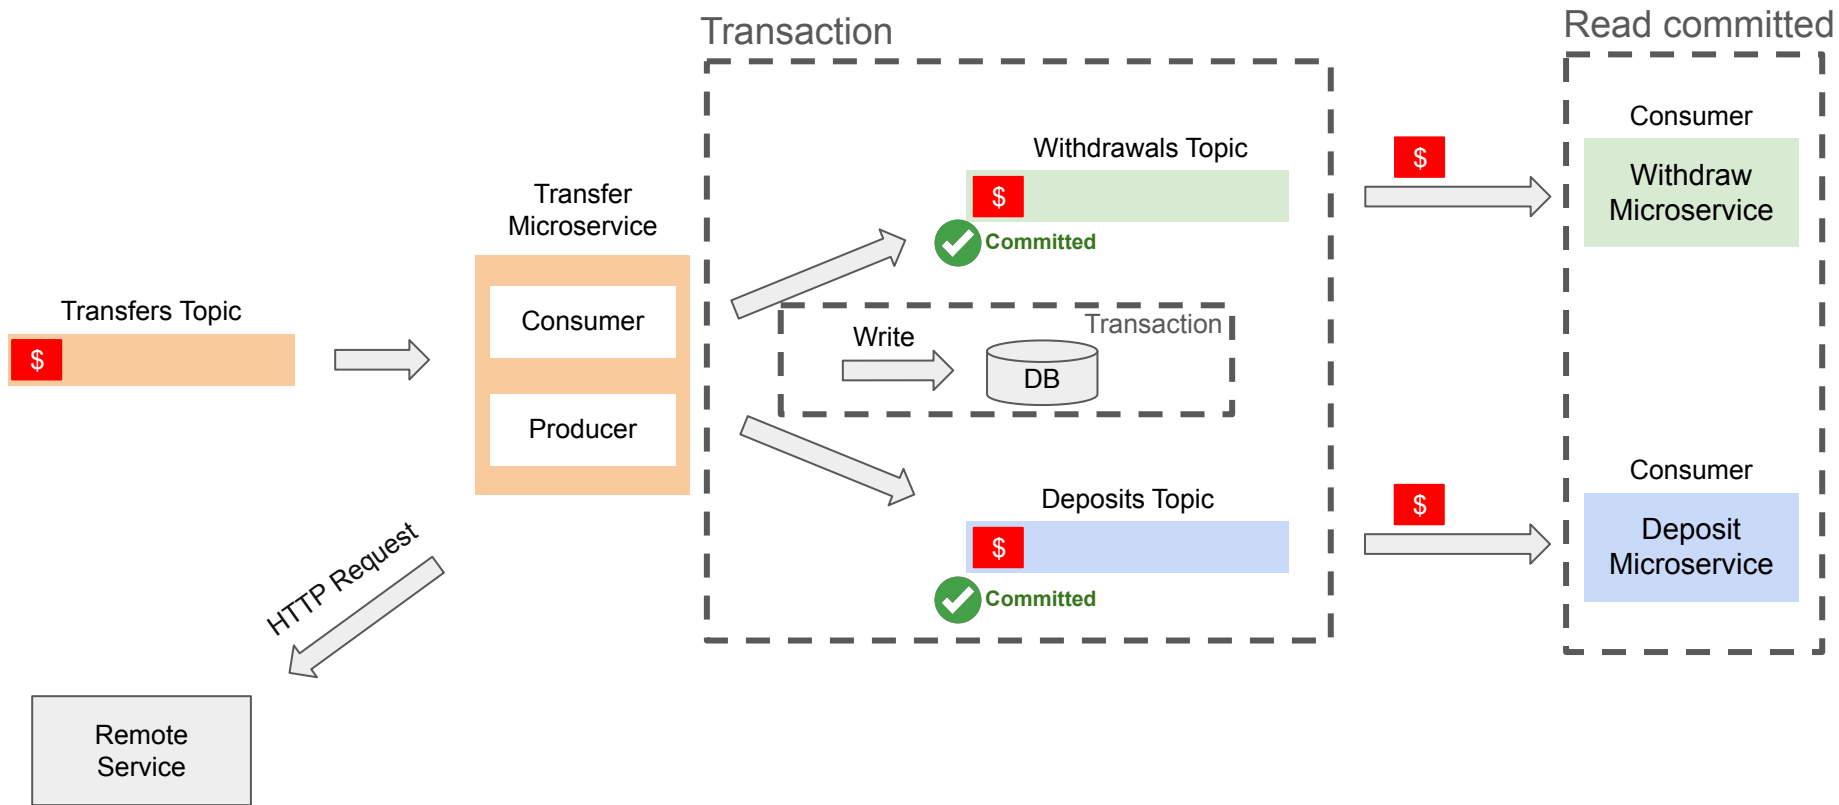 Transaction
Read committed
Consumer
Withdraw
Microservice
$
Withdrawals Topic
$
Committed
Transfer
Microservice
Consumer
Producer
Transfers Topic
$
Transaction
Write
DB
Deposits Topic
$
Committed
$
Consumer
Deposit
Microservice
HTTP Request
Remote
Service